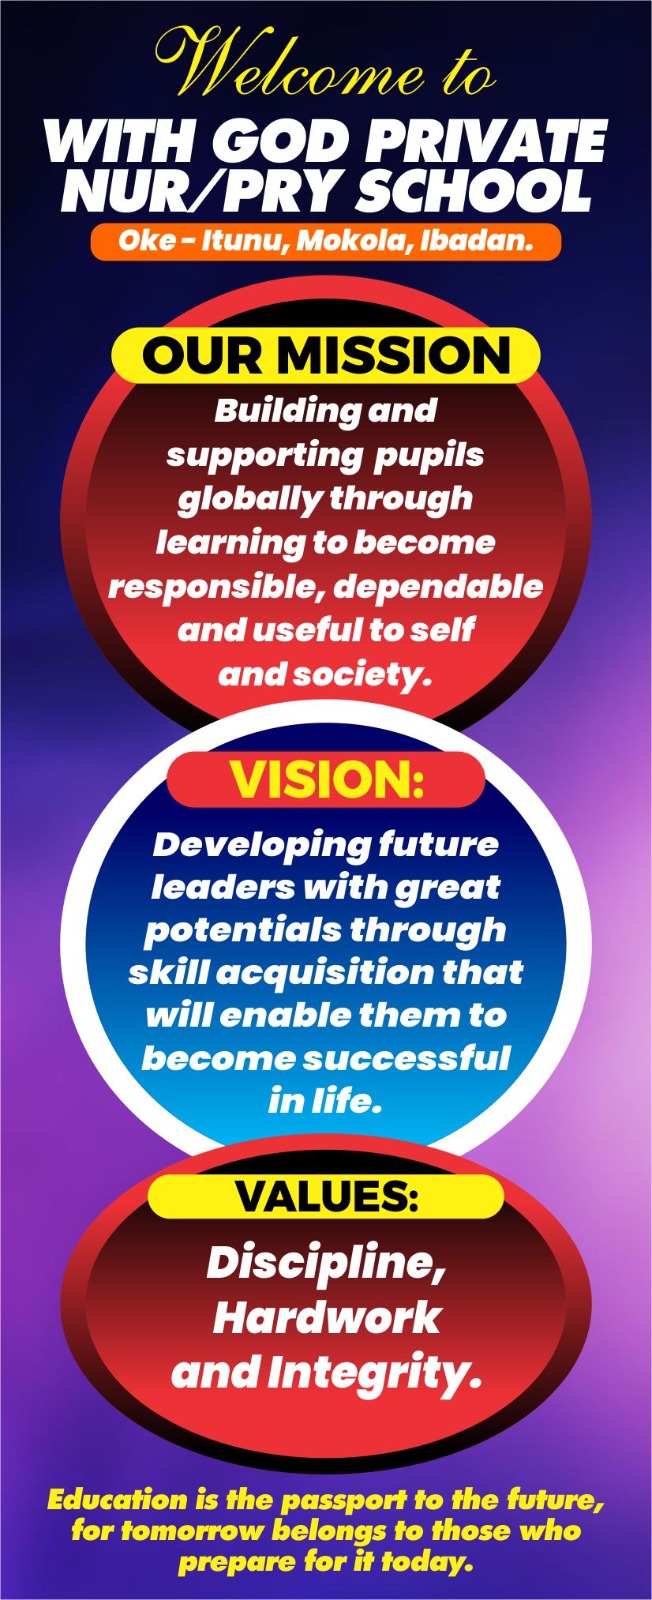 Welcome to
WITH GOD PRIVATE
NUR/PRY SCHOOL
Oke - Itunu, Mokola, Ibadan.
OUR MISSION
Building and
supporting pupils
globally through
learning to become
responsible, dependable
and useful to self
and society.
VISION:
Developing future
leaders with great
potentials through
skill acquisition that
will enable them to
become successful
in life.
VALUES:
Discipline,
Hardwork
and Integrity.
Education is the passport to the future,
for tomorrow belongs to those who
prepare for it today.